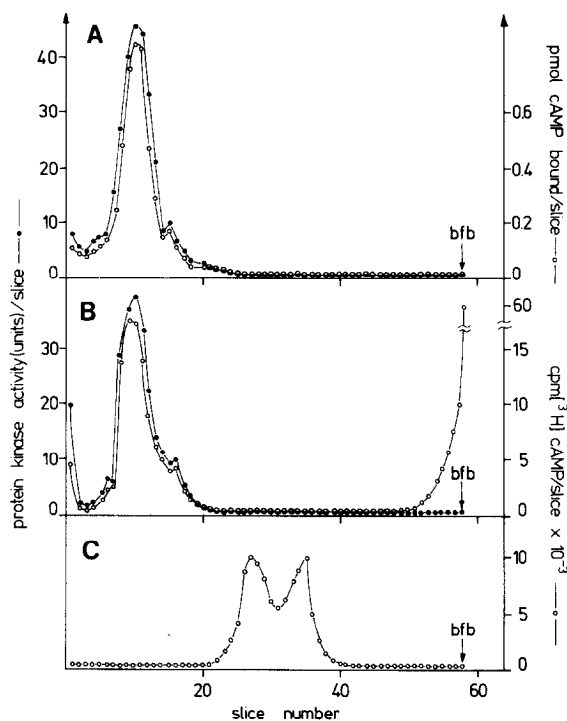 A
40
30
20
10
0
0.6
0.4
0.2
0
bfb
pmol cAMP bound/slice
B
30
20
10
0
60
15
10
5
0
bfb
protein kinase activity (units)/slice
cpm[³H] cAMP/slice × 10⁻³
C
10
5
0
bfb
20
40
60
slice number